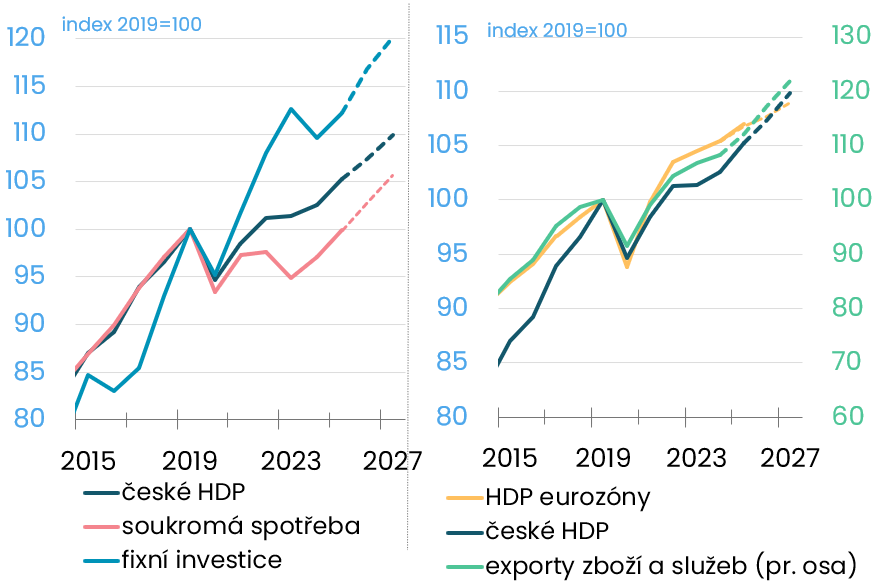 index 2019=100
120
115
110
105
100
95
90
85
80
2015 2019 2023 2027
české HDP
soukromá spotřeba
fixní investice
index 2019=100
115
110
105
100
95
90
85
80
130
120
110
100
90
80
70
60
2015 2019 2023 2027
HDP eurozóny
české HDP
exporty zboží a služeb (pr. osa)